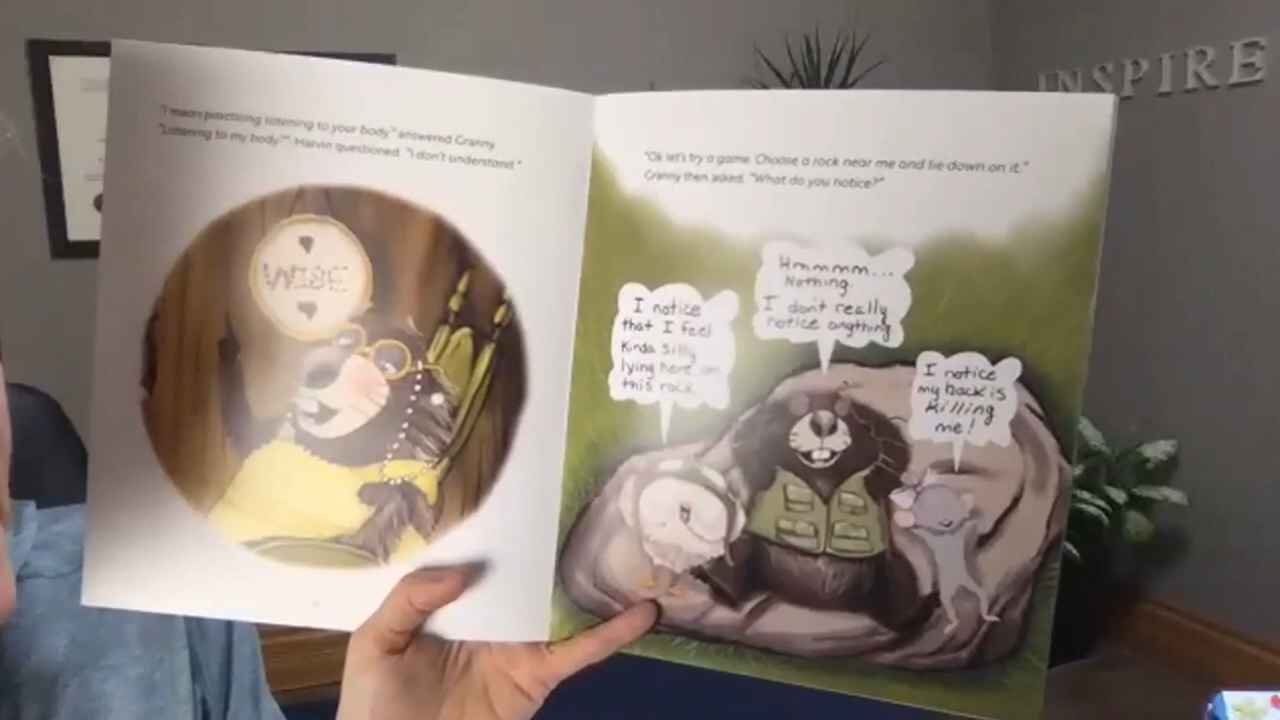 "I mean practicing listening to your body." answered Granny
"Listening to my body?" Marvin questioned. "I don't understand."
WISE
"Ok let's try a game. Choose a rock near me and lie down on it."
Granny then asked. "What do you notice?"
I notice
that I feel
Kinda Silly
lying here on
this rock.
Hmmmm...
Nothing.
I don't really
notice anything.
I notice
my back is
Killing
me!
INSPIRE